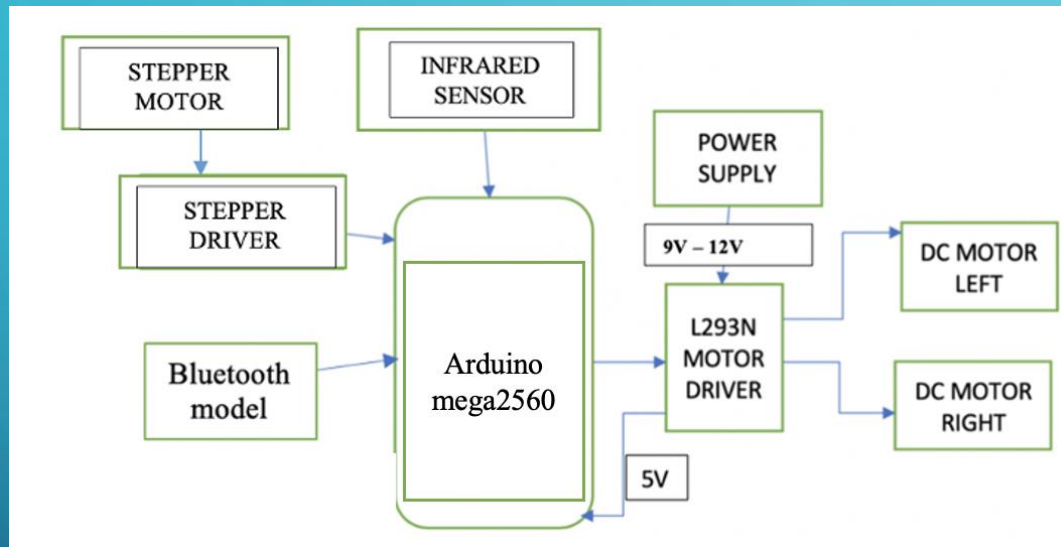 STEPPER
MOTOR
INFRARED
SENSOR
POWER
SUPPLY
STEPPER
DRIVER
9V – 12V
DC MOTOR
LEFT
L293N
MOTOR
DRIVER
Bluetooth
model
Arduino
mega2560
DC MOTOR
RIGHT
5V